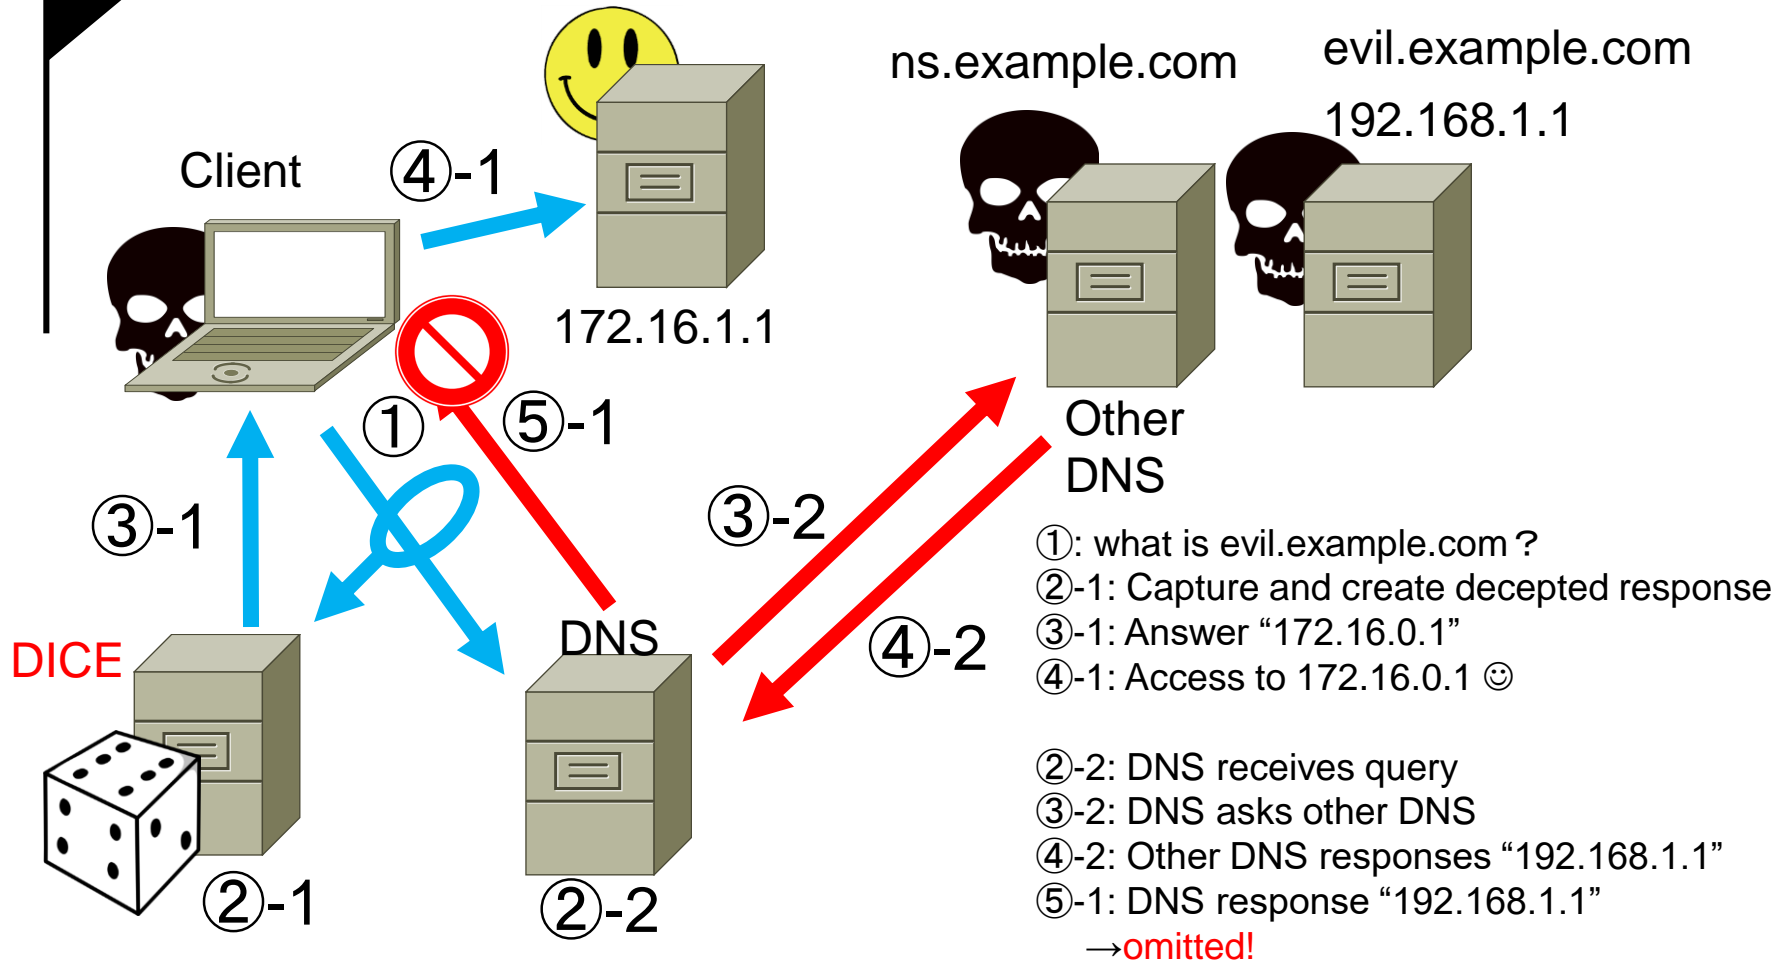 ns.example.com
evil.example.com
192.168.1.1
Client
④-1
172.16.1.1
①
⑤-1
Other
DNS
③-1
③-2
DNS
④-2
DICE
②-1
②-2
①: what is evil.example.com？
②-1: Capture and create decepted response
③-1: Answer “172.16.0.1”
④-1: Access to 172.16.0.1 ☺
②-2: DNS receives query
③-2: DNS asks other DNS
④-2: Other DNS responses “192.168.1.1”
⑤-1: DNS response “192.168.1.1”
→omitted!